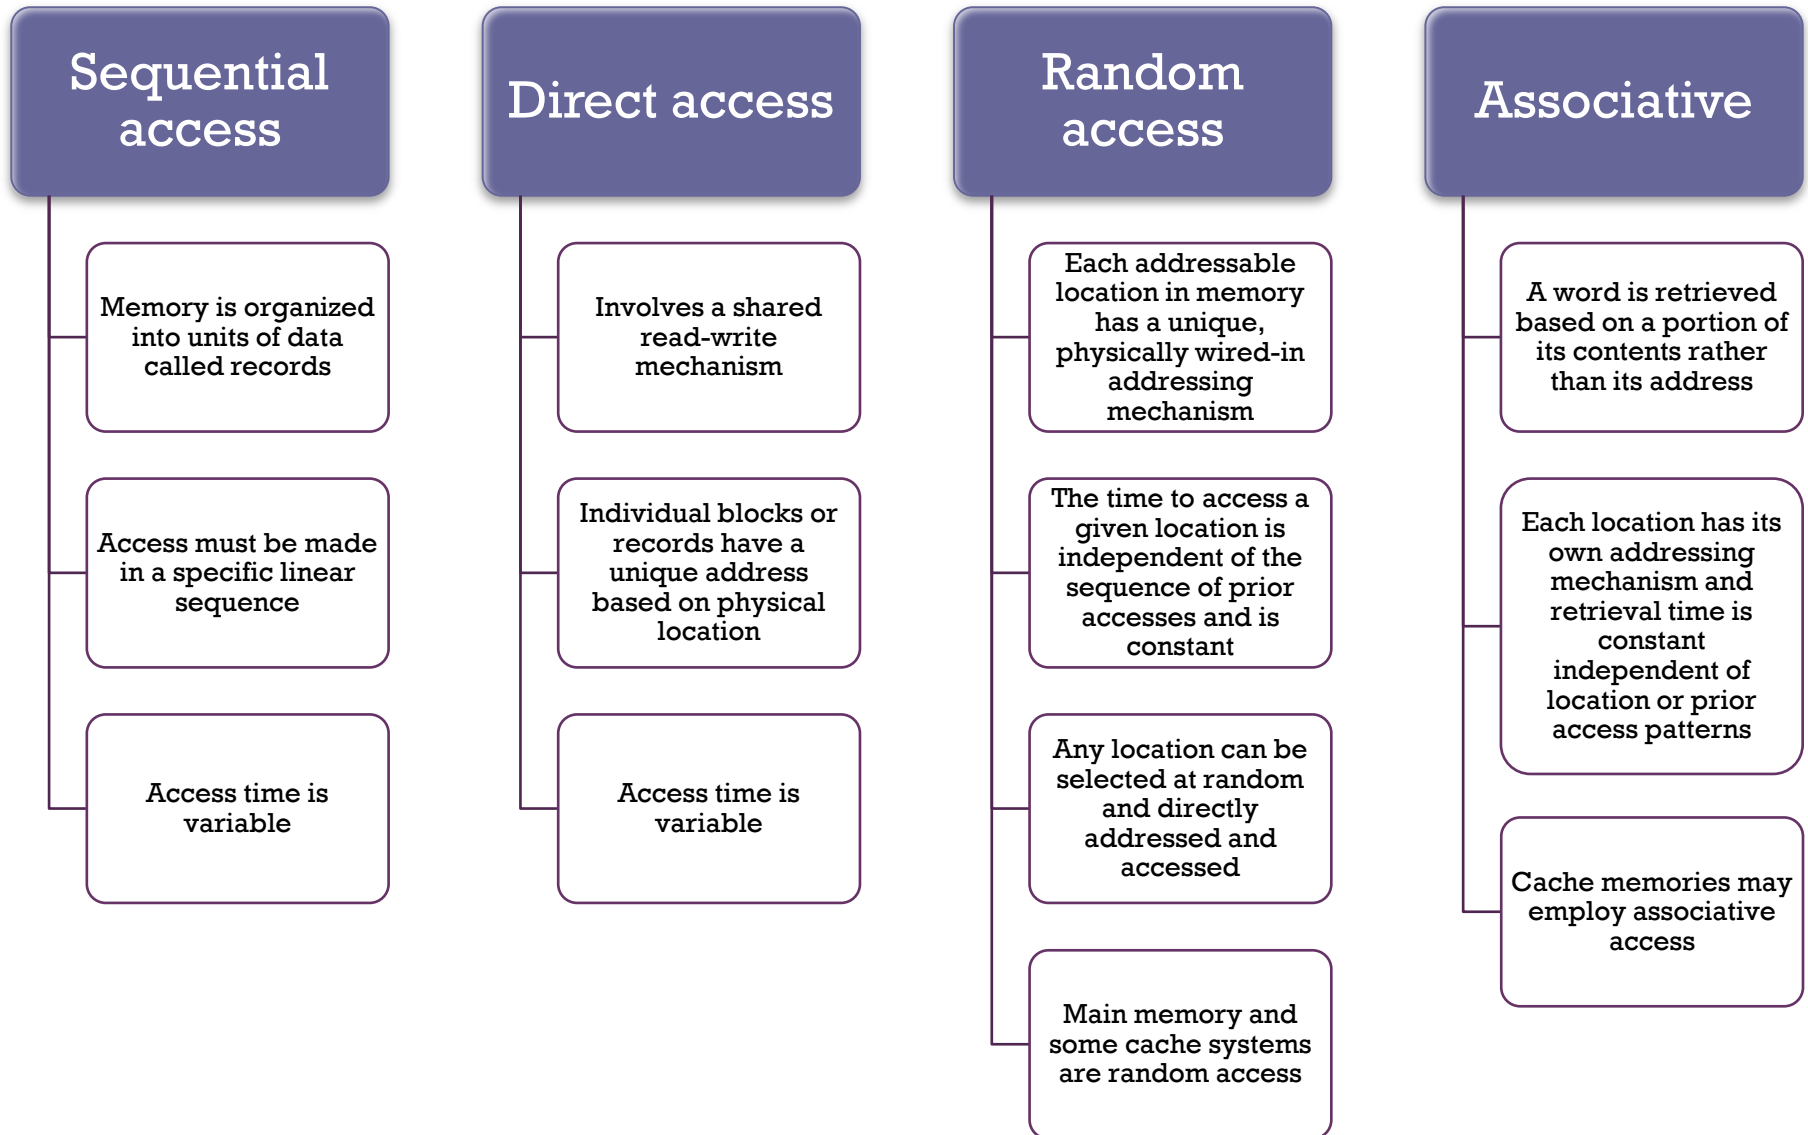 Sequential
access
Memory is organized
into units of data
called records
Access must be made
in a specific linear
sequence
Access time is
variable
Direct access
Involves a shared
read-write
mechanism
Individual blocks or
records have a
unique address
based on physical
location
Access time is
variable
Random
access
Each addressable
location in memory
has a unique,
physically wired-in
addressing
mechanism
The time to access a
given location is
independent of the
sequence of prior
accesses and is
constant
Any location can be
selected at random
and directly
addressed and
accessed
Main memory and
some cache systems
are random access
Associative
A word is retrieved
based on a portion of
its contents rather
than its address
Each location has its
own addressing
mechanism and
retrieval time is
constant
independent of
location or prior
access patterns
Cache memories may
employ associative
access